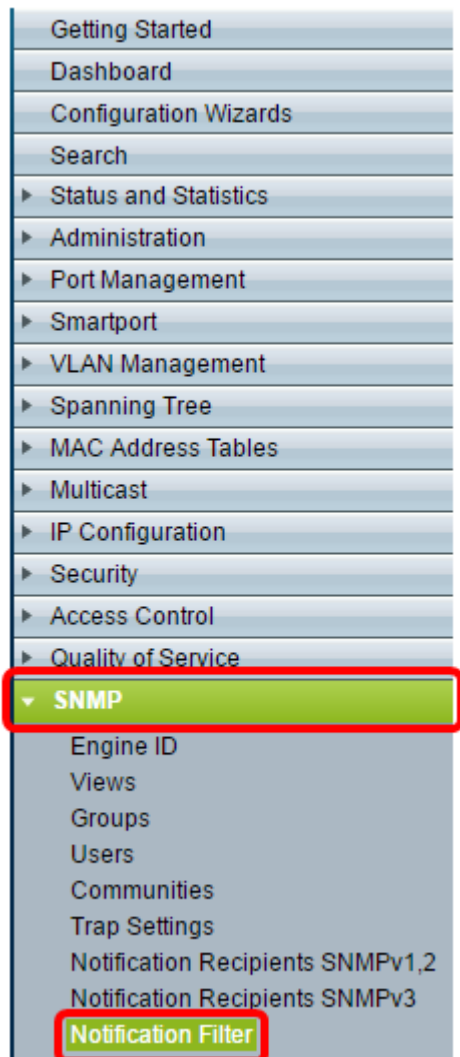 Getting Started
Dashboard
Configuration Wizards
Search
Status and Statistics
Administration
Port Management
Smartport
VLAN Management
Spanning Tree
MAC Address Tables
Multicast
IP Configuration
Security
Access Control
Quality of Service
SNMP
Engine ID
Views
Groups
Users
Communities
Trap Settings
Notification Recipients SNMPv1,2
Notification Recipients SNMPv3
Notification Filter